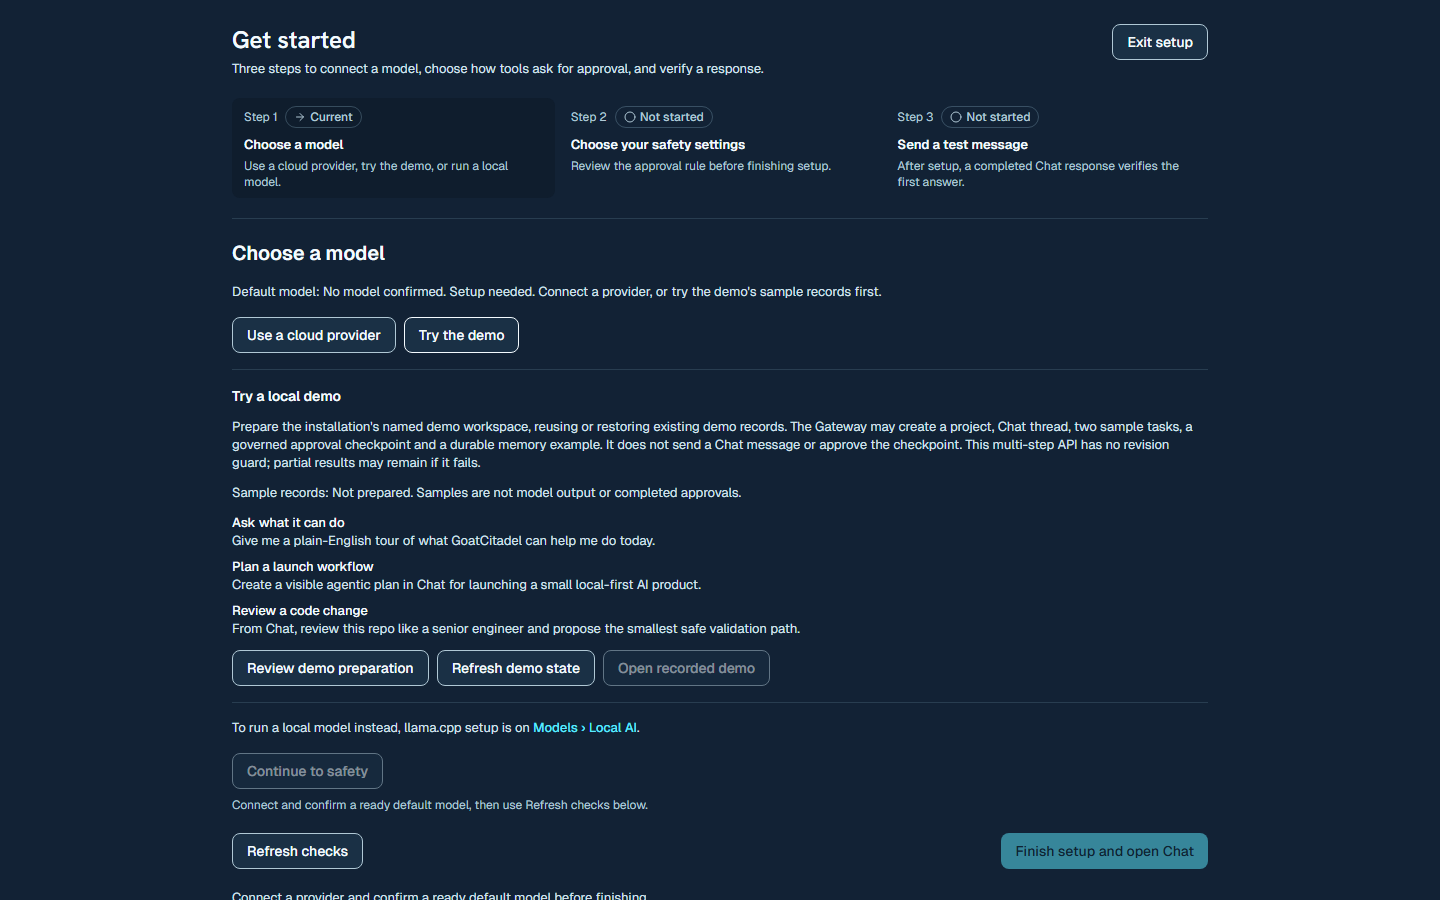 Get started
Exit setup
Three steps to connect a model, choose how tools ask for approval, and verify a response.
Step 1 → Current
Choose a model
Use a cloud provider, try the demo, or run a local
model.
Step 2 Not started
Choose your safety settings
Review the approval rule before finishing setup.
Step 3 Not started
Send a test message
After setup, a completed Chat response verifies the
first answer.
Choose a model
Default model: No model confirmed. Setup needed. Connect a provider, or try the demo's sample records first.
Use a cloud provider
Try the demo
Try a local demo
Prepare the installation's named demo workspace, reusing or restoring existing demo records. The Gateway may create a project, Chat thread, two sample tasks, a
governed approval checkpoint and a durable memory example. It does not send a Chat message or approve the checkpoint. This multi-step API has no revision
guard; partial results may remain if it fails.
Sample records: Not prepared. Samples are not model output or completed approvals.
Ask what it can do
Give me a plain-English tour of what GoatCitadel can help me do today.
Plan a launch workflow
Create a visible agentic plan in Chat for launching a small local-first AI product.
Review a code change
From Chat, review this repo like a senior engineer and propose the smallest safe validation path.
Review demo preparation
Refresh demo state
Open recorded demo
To run a local model instead, llama.cpp setup is on Models › Local AI.
Continue to safety
Connect and confirm a ready default model, then use Refresh checks below.
Refresh checks
Finish setup and open Chat
Connect a provider and confirm a ready default model before finishing.